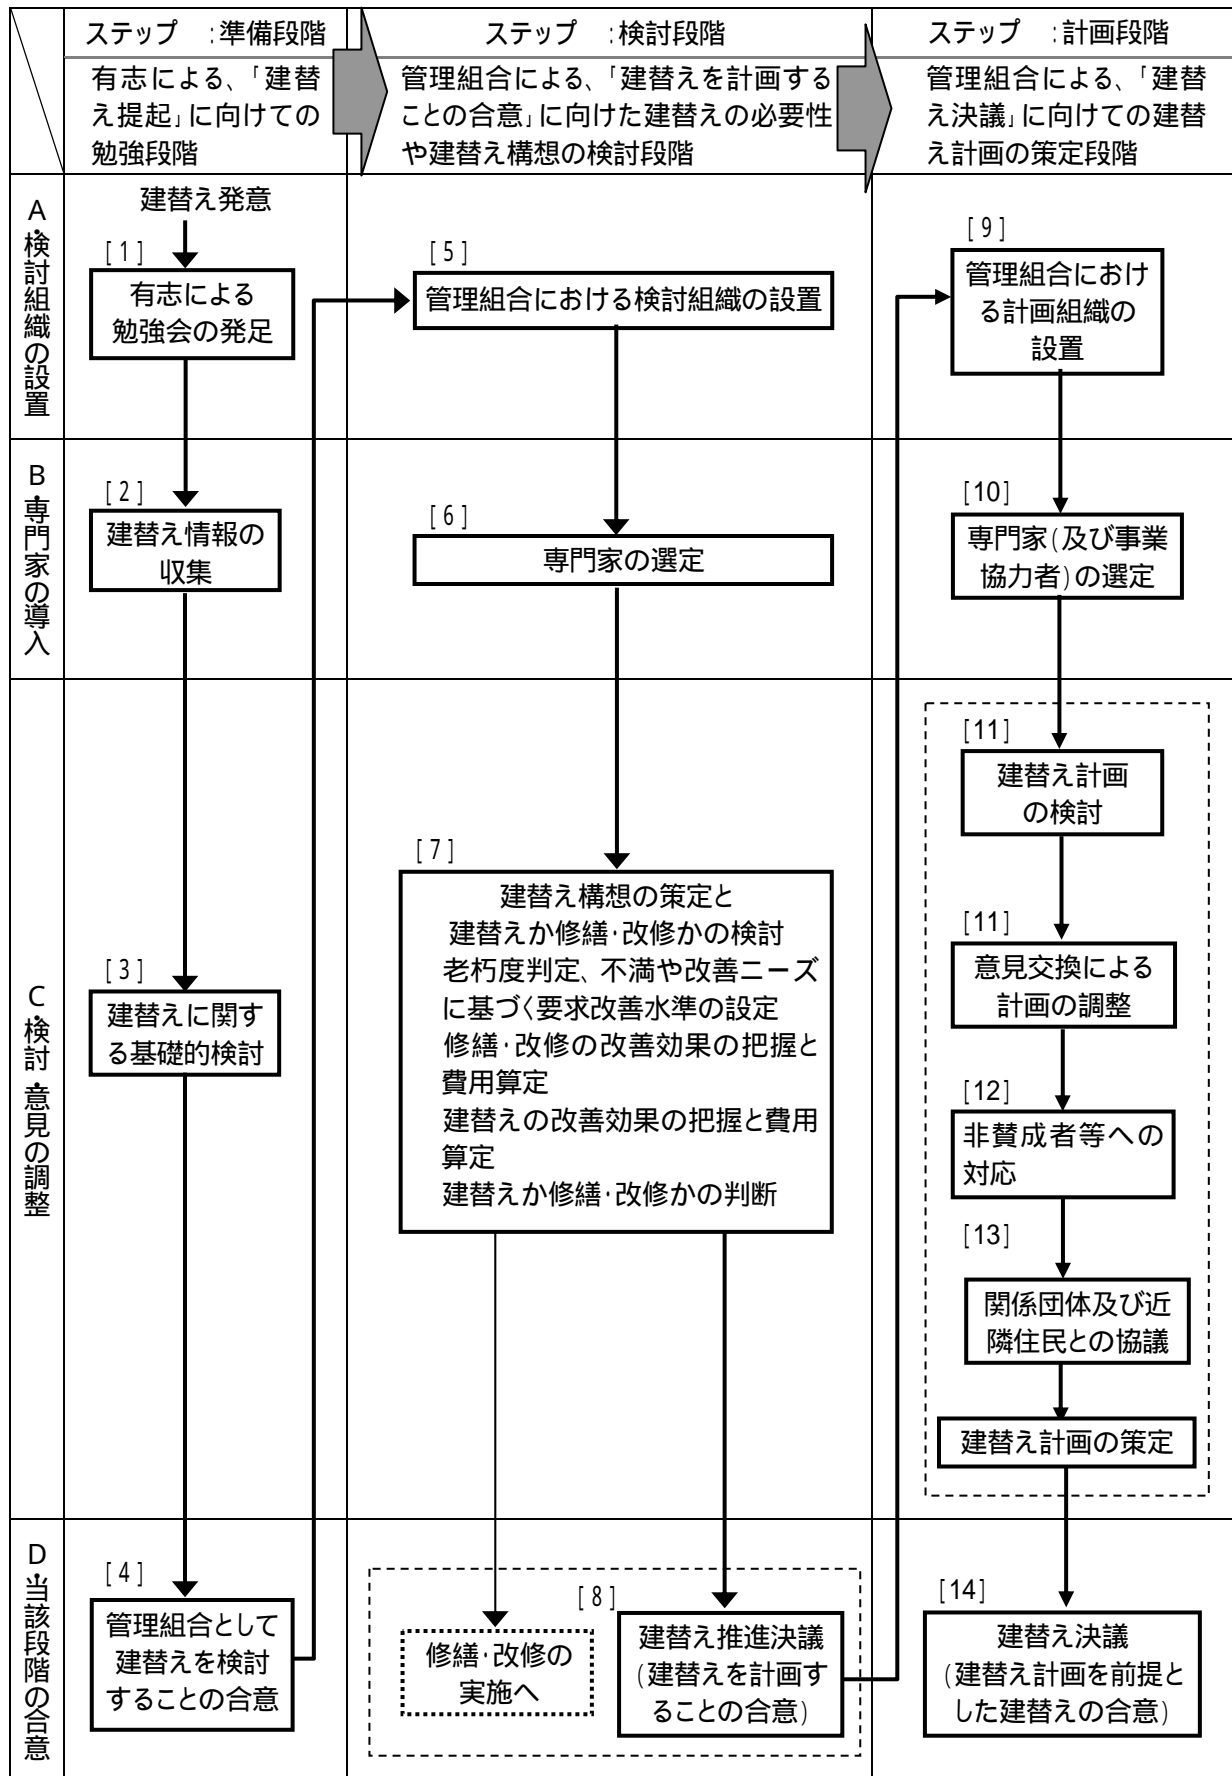 ステップ　:準備段階
有志による、「建替
え提起」に向けての
勉強段階
ステップ　:検討段階
管理組合による、「建替えを計画する
ことの合意」に向けた建替えの必要性
や建替え構想の検討段階
ステップ　:計画段階
管理組合による、「建替
え決議」に向けての建替
え計画の策定段階
A．検討組織の設置
建替え発意
[1]
有志による
勉強会の発足
[5]
管理組合における検討組織の設置
[9]
管理組合におけ
る計画組織の
設置
B．専門家の導入
[2]
建替え情報の
収集
[6]
専門家の選定
[10]
専門家(及び事業
協力者)の選定
C．検討・意見の調整
[3]
建替えに関す
る基礎的検討
[7]
建替え構想の策定と
建替えか修繕・改修かの検討
老朽度判定、不満や改善ニーズ
に基づく要求改善水準の設定
修繕・改修の改善効果の把握と
費用算定
建替えの改善効果の把握と費用
算定
建替えか修繕・改修かの判断
[11]
建替え計画
の検討
[11]
意見交換による
計画の調整
[12]
非賛成者等への
対応
[13]
関係団体及び近
隣住民との協議
建替え計画の策定
D．当該段階の合意
[4]
管理組合として
建替えを検討
することの合意
修繕・改修の
実施へ
[8]
建替え推進決議
(建替えを計画す
ることの合意)
[14]
建替え決議
(建替え計画を前提と
した建替えの合意)